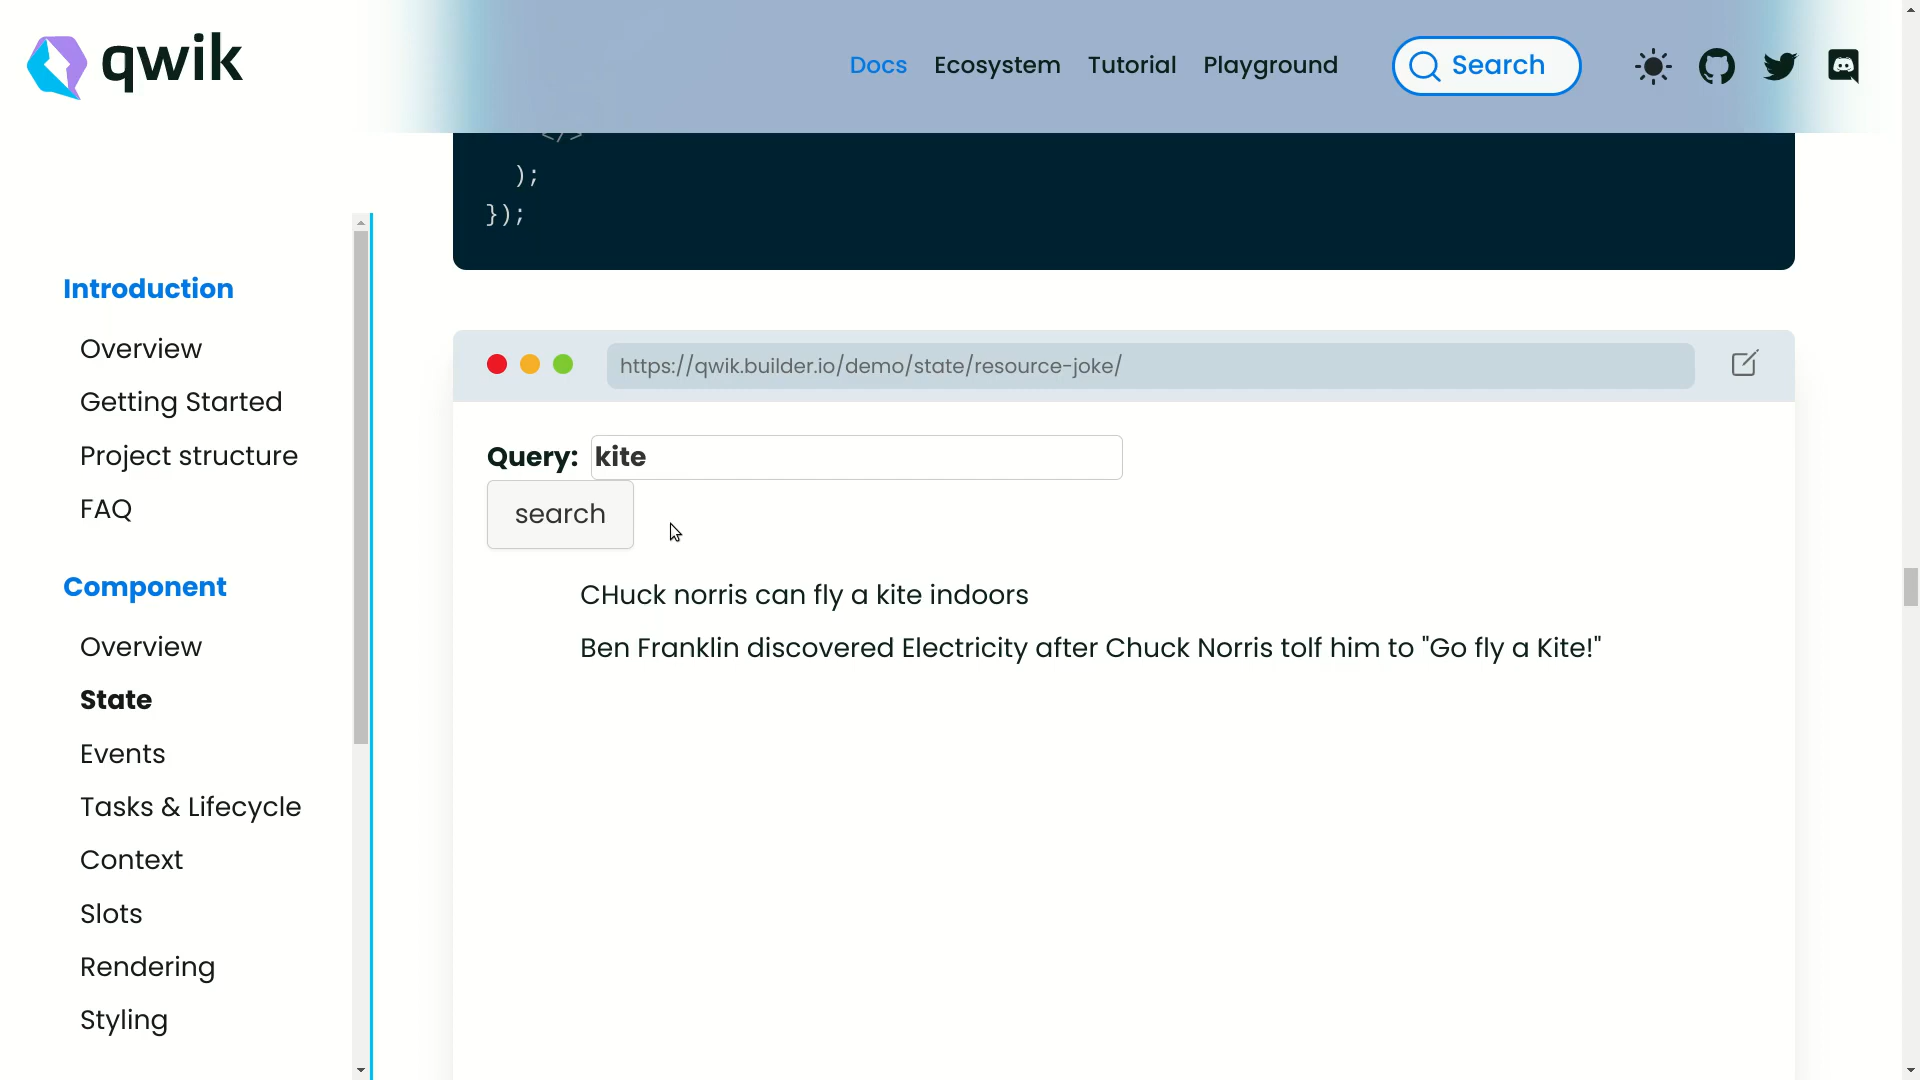 qwik
Docs Ecosystem Tutorial Playground Search
</>
);
});
Introduction
Overview
Getting Started
Project structure
FAQ
Component
Overview
State
Events
Tasks & Lifecycle
Context
Slots
Rendering
Styling
https://qwik.builder.io/demo/state/resource-joke/
Query: kite
search
CHuck norris can fly a kite indoors
Ben Franklin discovered Electricity after Chuck Norris tolf him to "Go fly a Kite!"